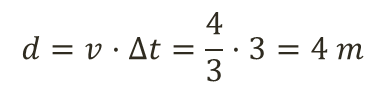 d = v · Δt = 4/3 · 3 = 4 m